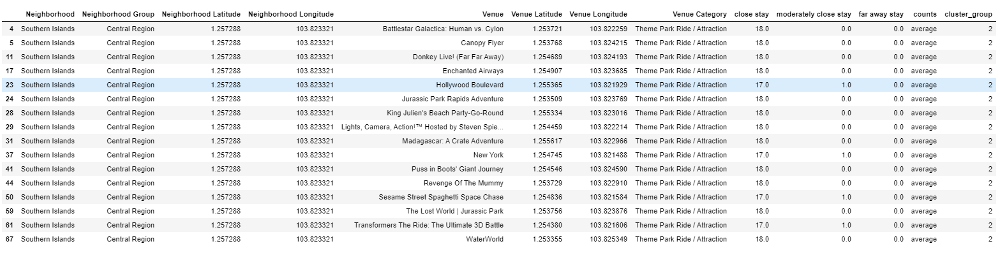 Neighborhood Neighborhood Group Neighborhood Latitude Neighborhood Longitude Venue Venue Latitude Venue Longitude Venue Category close stay moderately close stay far away stay counts cluster_group
4 Southern Islands Central Region 1.257288 103.823321 Battlestar Galactica: Human vs. Cylon 1.253721 103.822259 Theme Park Ride / Attraction 18.0 0.0 0.0 average 2
5 Southern Islands Central Region 1.257288 103.823321 Canopy Flyer 1.253768 103.824215 Theme Park Ride / Attraction 18.0 0.0 0.0 average 2
11 Southern Islands Central Region 1.257288 103.823321 Donkey Live! (Far Far Away) 1.254689 103.824193 Theme Park Ride / Attraction 18.0 0.0 0.0 average 2
17 Southern Islands Central Region 1.257288 103.823321 Enchanted Airways 1.254907 103.823685 Theme Park Ride / Attraction 18.0 0.0 0.0 average 2
23 Southern Islands Central Region 1.257288 103.823321 Hollywood Boulevard 1.255365 103.821929 Theme Park Ride / Attraction 17.0 1.0 0.0 average 2
24 Southern Islands Central Region 1.257288 103.823321 Jurassic Park Rapids Adventure 1.253509 103.823769 Theme Park Ride / Attraction 18.0 0.0 0.0 average 2
28 Southern Islands Central Region 1.257288 103.823321 King Julien's Beach Party-Go-Round 1.255334 103.823016 Theme Park Ride / Attraction 18.0 0.0 0.0 average 2
29 Southern Islands Central Region 1.257288 103.823321 Lights, Camera, Action!™ Hosted by Steven Spie... 1.254459 103.822214 Theme Park Ride / Attraction 18.0 0.0 0.0 average 2
31 Southern Islands Central Region 1.257288 103.823321 Madagascar: A Crate Adventure 1.255617 103.822966 Theme Park Ride / Attraction 18.0 0.0 0.0 average 2
37 Southern Islands Central Region 1.257288 103.823321 New York 1.254745 103.821488 Theme Park Ride / Attraction 17.0 1.0 0.0 average 2
41 Southern Islands Central Region 1.257288 103.823321 Puss in Boots' Giant Journey 1.254546 103.824590 Theme Park Ride / Attraction 18.0 0.0 0.0 average 2
44 Southern Islands Central Region 1.257288 103.823321 Revenge Of The Mummy 1.253729 103.822910 Theme Park Ride / Attraction 18.0 0.0 0.0 average 2
50 Southern Islands Central Region 1.257288 103.823321 Sesame Street Spaghetti Space Chase 1.254836 103.821584 Theme Park Ride / Attraction 17.0 1.0 0.0 average 2
59 Southern Islands Central Region 1.257288 103.823321 The Lost World | Jurassic Park 1.253756 103.823876 Theme Park Ride / Attraction 18.0 0.0 0.0 average 2
61 Southern Islands Central Region 1.257288 103.823321 Transformers The Ride: The Ultimate 3D Battle 1.254380 103.821606 Theme Park Ride / Attraction 17.0 1.0 0.0 average 2
67 Southern Islands Central Region 1.257288 103.823321 WaterWorld 1.253355 103.825349 Theme Park Ride / Attraction 18.0 0.0 0.0 average 2